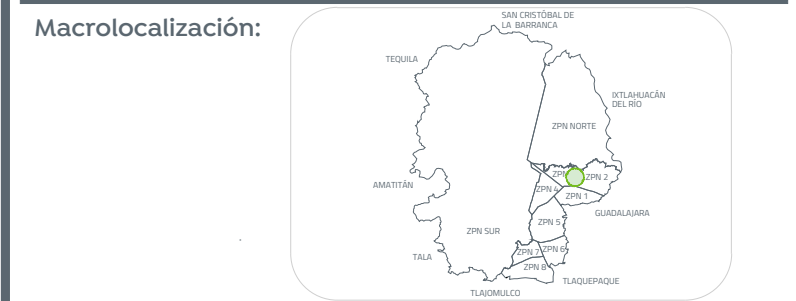 Macrolocalización:
SAN CRISTÓBAL DE
LA BARRANCA
TEQUILA
IXTLAHUACÁN
DEL RÍO
ZPN NORTE
ZPN
ZPN 2
AMATITÁN
ZPN 4
ZPN 1
GUADALAJARA
ZPN 5
ZPN SUR
ZPN 7
ZPN 6
TALA
ZPN 8
TLAQUEPAQUE
TLAJOMULCO